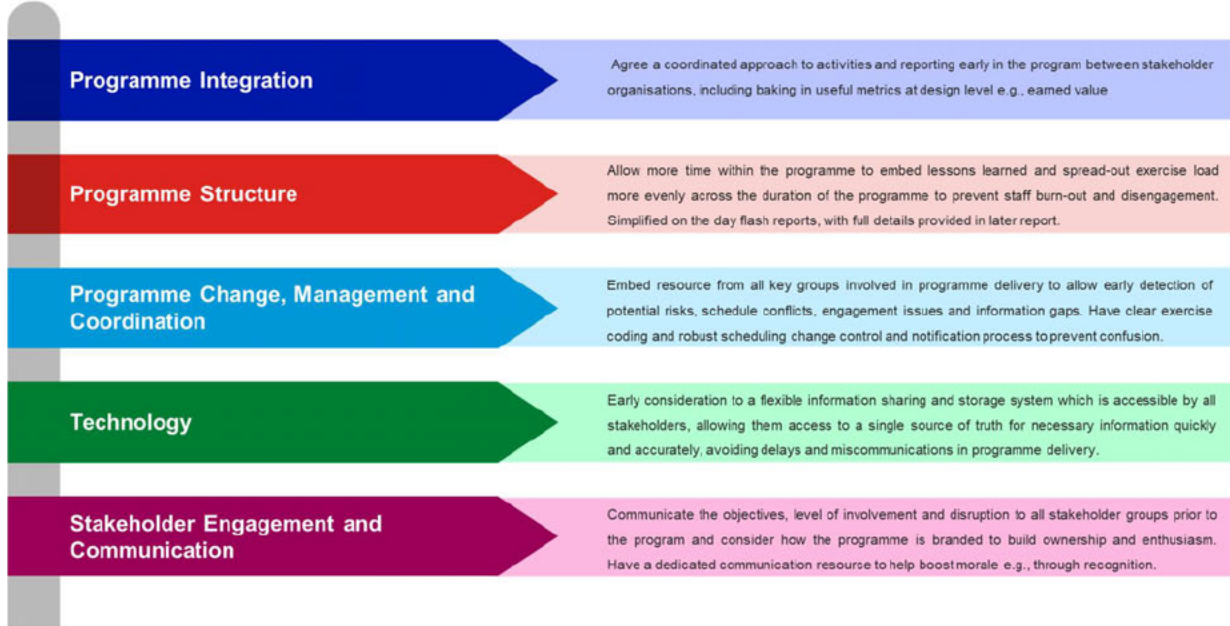 Programme Integration
Agree a coordinated approach to activities and reporting early in the program between stakeholder
organisations, including baking in useful metrics at design level e.g., earned value
Programme Structure
Allow more time within the programme to embed lessons learned and spread-out exercise load
more evenly across the duration of the programme to prevent staff burn-out and disengagement.
Simplified on the day flash reports, with full details provided in later report.
Programme Change, Management and
Coordination
Embed resource from all key groups involved in programme delivery to allow early detection of
potential risks, schedule conflicts, engagement issues and information gaps. Have clear exercise
coding and robust scheduling change control and notification process to prevent confusion.
Technology
Early consideration to a flexible information sharing and storage system which is accessible by all
stakeholders, allowing them access to a single source of truth for necessary information quickly
and accurately, avoiding delays and miscommunications in programme delivery.
Stakeholder Engagement and
Communication
Communicate the objectives, level of involvement and disruption to all stakeholder groups prior to
the program and consider how the programme is branded to build ownership and enthusiasm.
Have a dedicated communication resource to help boost morale e.g., through recognition.